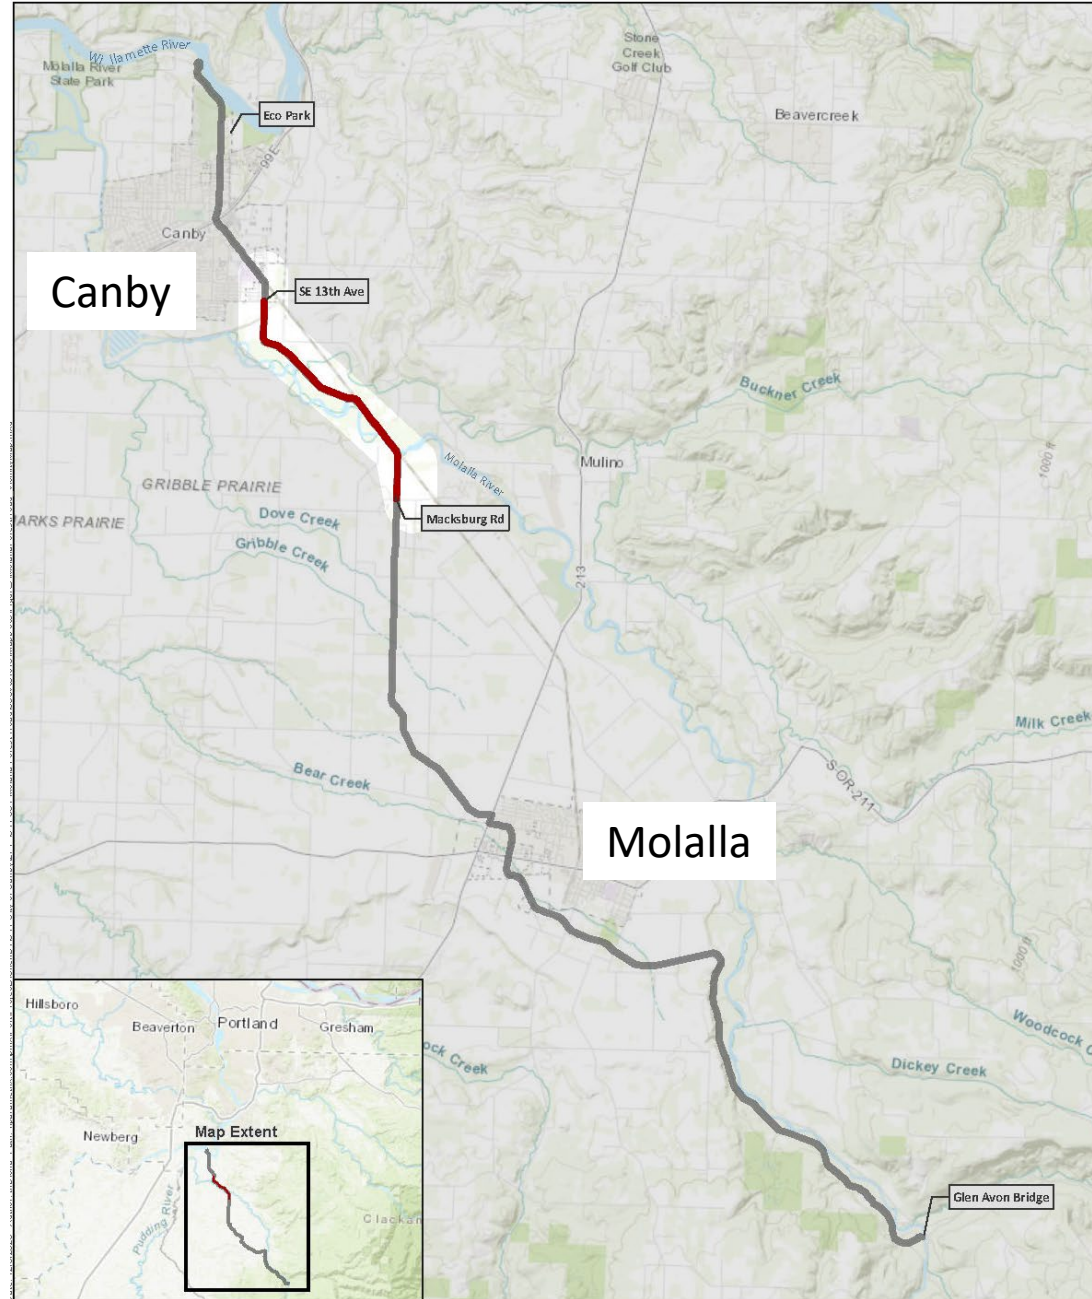 Willamette River
Molalla River
State Park
Stone
Creek
Golf Club
Eco Park
Beavercreek
99E
Canby
Canby
SE 13th Ave
Buckner Creek
Molalla River
Mulino
1000 ft
GRIBBLE PRAIRIE
Dove Creek
Macksburg Rd
ARKS PRAIRIE
Gribble Creek
213
Milk Creek
Bear Creek
S OR-211
Molalla
1000 ft
Woodcock C
ock Creek
Dickey Creek
Glen Avon Bridge
Hillsboro
Beaverton
Portland
Gresham
Newberg
Map Extent
Pudding River
Clackam